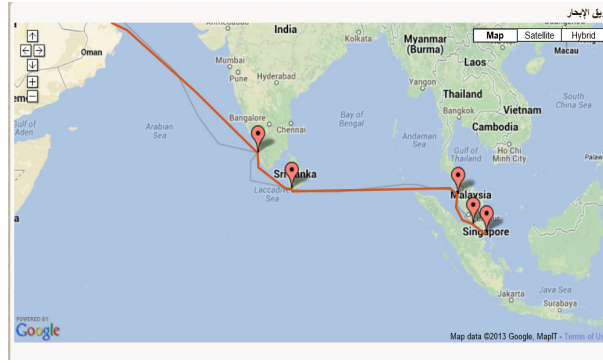 الإبحار
Map Satellite Hybrid
India
Kolkata
Myanmar
(Burma)
Macau
Oman
Mumbai
Pune
Hyderabad
Laos
Yangon
Thailand
Vietnam
South
China Sea
Gulf of
Aden
Arabian
Sea
Bangalore
Chennai
Bay of
Bengal
Bangkok
Cambodia
Andaman
Sea
Gulf of
Thailand
Ho Chi
Minh City
Laccadive
Sea
Malaysia
Singapore
Jakarta
Java Sea
Surabaya
POWERED BY
Google
Map data ©2013 Google, MapIT - Terms of